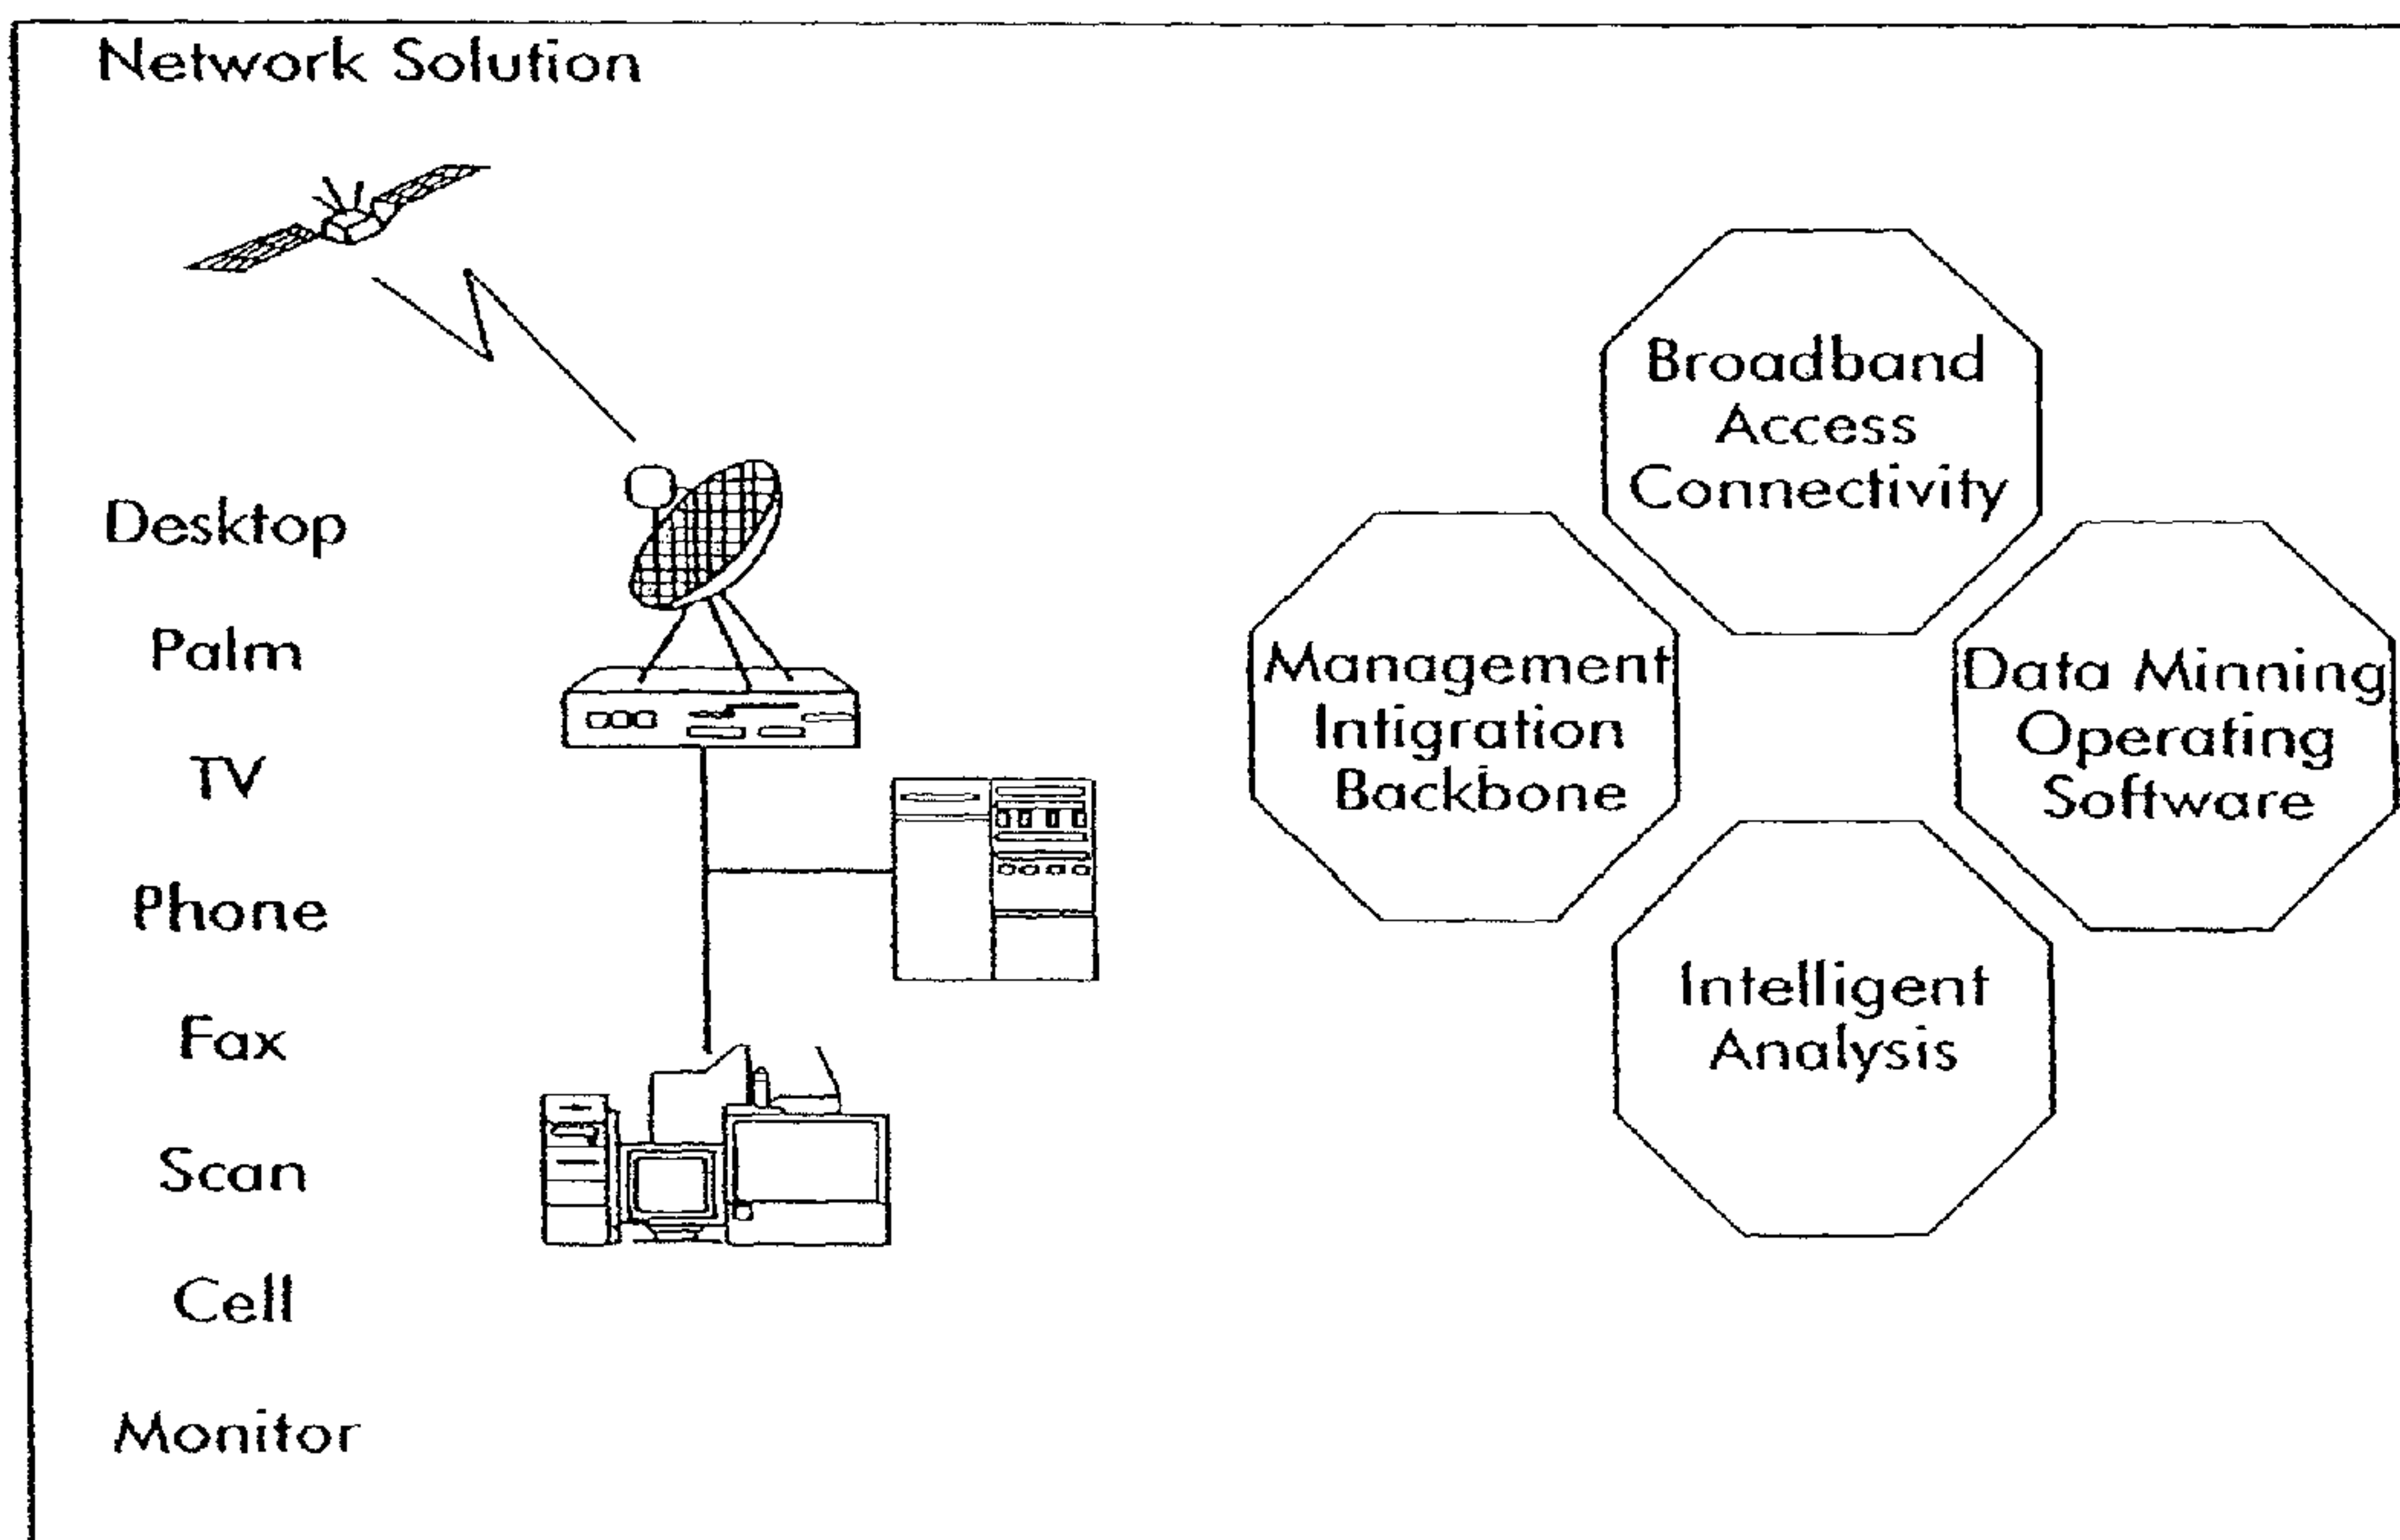 Network Solution
Desktop
Palm
TV
Phone
Fax
Scan
Cell
Monitor
Broadband
Access
Connectivity
Management
Intigration
Backbone
Data Minning
Operating
Software
Intelligent
Analysis